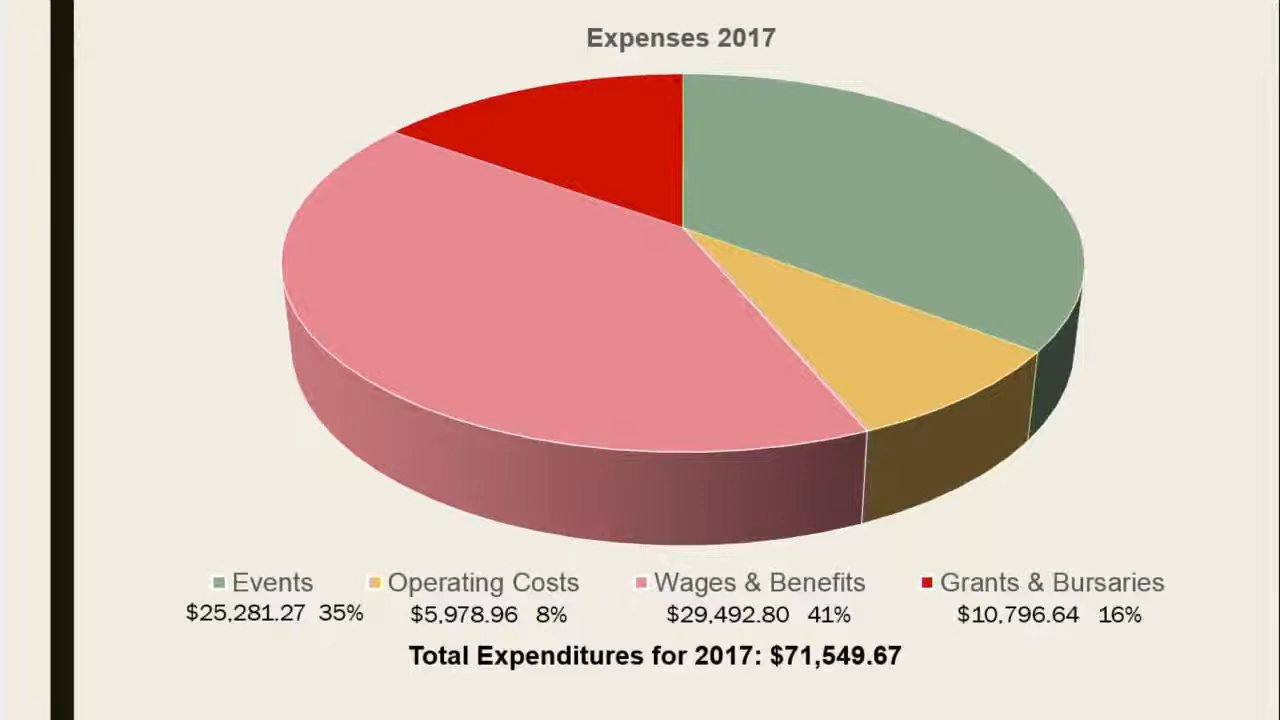 Expenses 2017
Events Operating Costs Wages & Benefits Grants & Bursaries
$25,281.27 35% $5,978.96 8% $29,492.80 41% $10,796.64 16%
Total Expenditures for 2017: $71,549.67